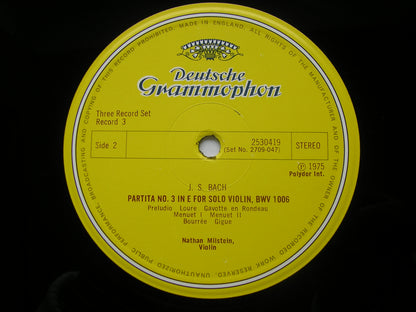 MADE IN ENGLAND. ALL RIGHTS OF THE MANUFACTURER AND OF THE OWNER OF THE RECORDED WORK RESERVED. UNAUTHORIZED PUBLIC PERFORMANCE, BROADCASTING AND COPYING OF THIS RECORD PROHIBITED.
Deutsche
Grammophon
Three Record Set
Record 3
Side 2
2530419
(Set No. 2709-047)
STEREO
℗ 1975
Polydor Int.
J. S. BACH
PARTITA NO. 3 IN E FOR SOLO VIOLIN, BWV 1006
Preludio Loure Gavotte en Rondeau
Menuet I Menuet II
Bourrée Gigue
Nathan Milstein,
Violin